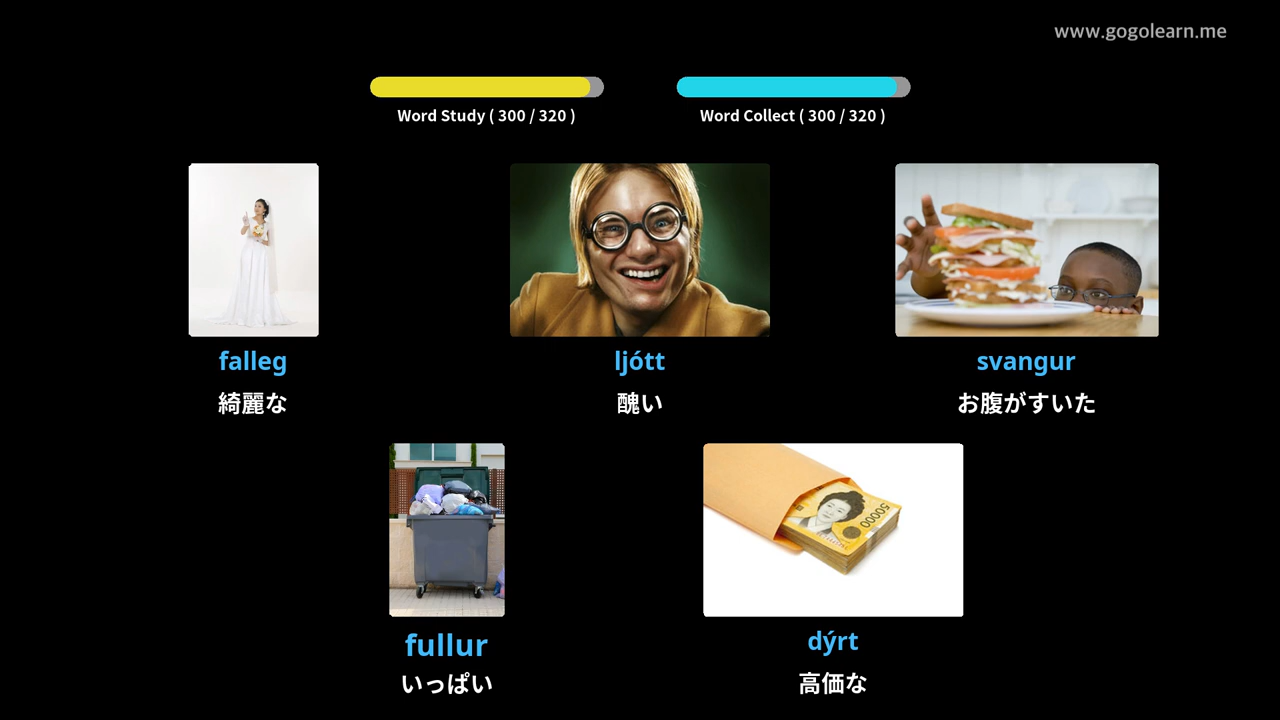 www.gogolearn.me
Word Study ( 300 / 320 )
Word Collect ( 300 / 320 )
falleg
綺麗な
ljótt
醜い
svangur
お腹がすいた
50000
fullur
いっぱい
dýrt
高価な